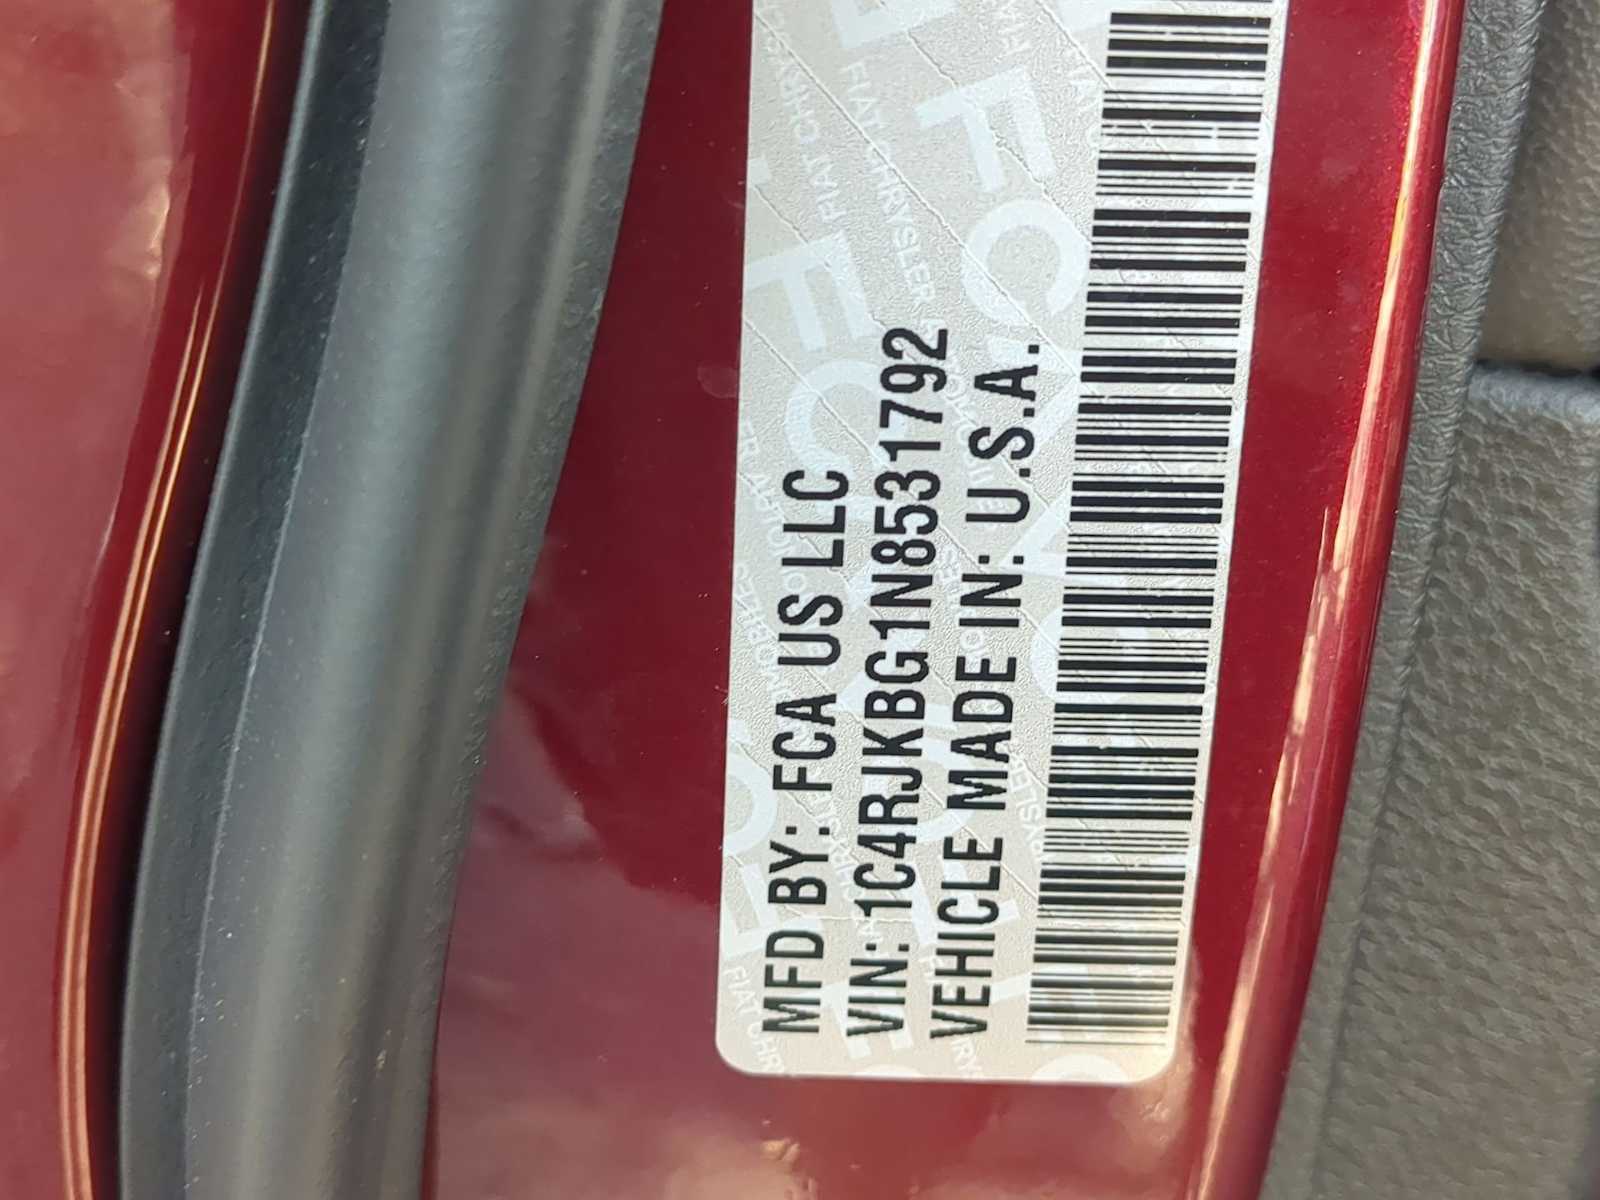 MFD BY: FCA US LLC
VIN: 1C4RJKBG1N8531792
VEHICLE MADE IN: U.S.A.